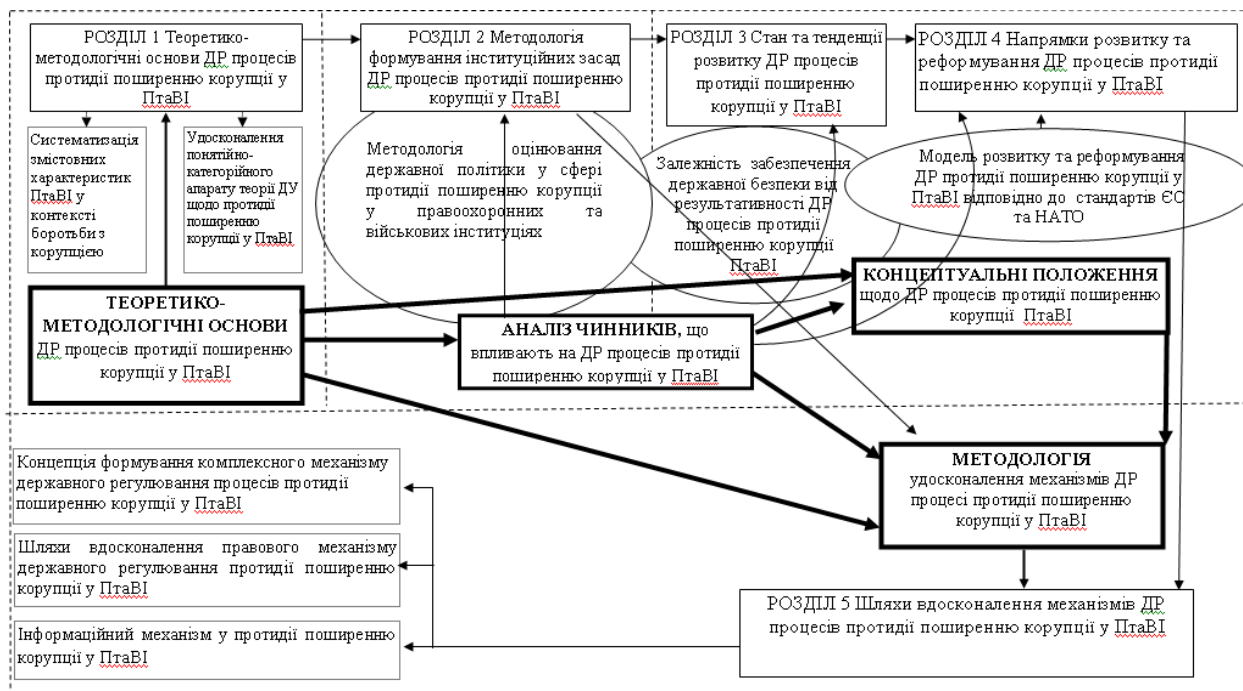 РОЗДІЛ 1 Теоретико-
методологічні основи ДР процесів
протидії поширенню корупції у
ПтаВІ
РОЗДІЛ 2 Методологія
формування інституційних засад
ДР процесів протидії поширенню
корупції у ПтаВІ
РОЗДІЛ 3 Стан та тенденції
розвитку ДР процесів
протидії поширенню
корупції у ПтаВІ
РОЗДІЛ 4 Напрямки розвитку та
реформування ДР процесів протидії
поширенню корупції у ПтаВІ
Систематизація
змістовних
характеристик
ПтаВІ у
контексті
боротьби з
корупцією
Удосконалення
понятійно-
категорійного
апарату теорії ДУ
щодо протидії
поширенню
корупції у ПтаВІ
Методологія оцінювання
державної політики у сфері
протидії поширенню корупції
у правоохоронних та
військових інституціях
Залежність забезпечення
державної безпеки від
результативності ДР
процесів протидії
поширенню корупції
ПтаВІ
Модель розвитку та реформування
ДР протидії поширенню корупції у
ПтаВІ відповідно до стандартів ЄС
та НАТО
ТЕОРЕТИКО-
МЕТОДОЛОГІЧНІ ОСНОВИ
ДР процесів протидії поширенню
корупції у ПтаВІ
АНАЛІЗ ЧИННИКІВ, що
впливають на ДР процесів протидії
поширенню корупції у ПтаВІ
КОНЦЕПТУАЛЬНІ ПОЛОЖЕННЯ
щодо ДР процесів протидії поширенню
корупції ПтаВІ
МЕТОДОЛОГІЯ
удосконалення механізмів ДР
процесі протидії поширенню
корупції у ПтаВІ
Концепція формування комплексного механізму
державного регулювання процесів протидії
поширенню корупції у ПтаВІ
Шляхи вдосконалення правового механізму
державного регулювання протидії поширенню
корупції у ПтаВІ
Інформаційний механізм у протидії поширенню
корупції у ПтаВІ
РОЗДІЛ 5 Шляхи вдосконалення механізмів ДР
процесів протидії поширенню корупції у ПтаВІ